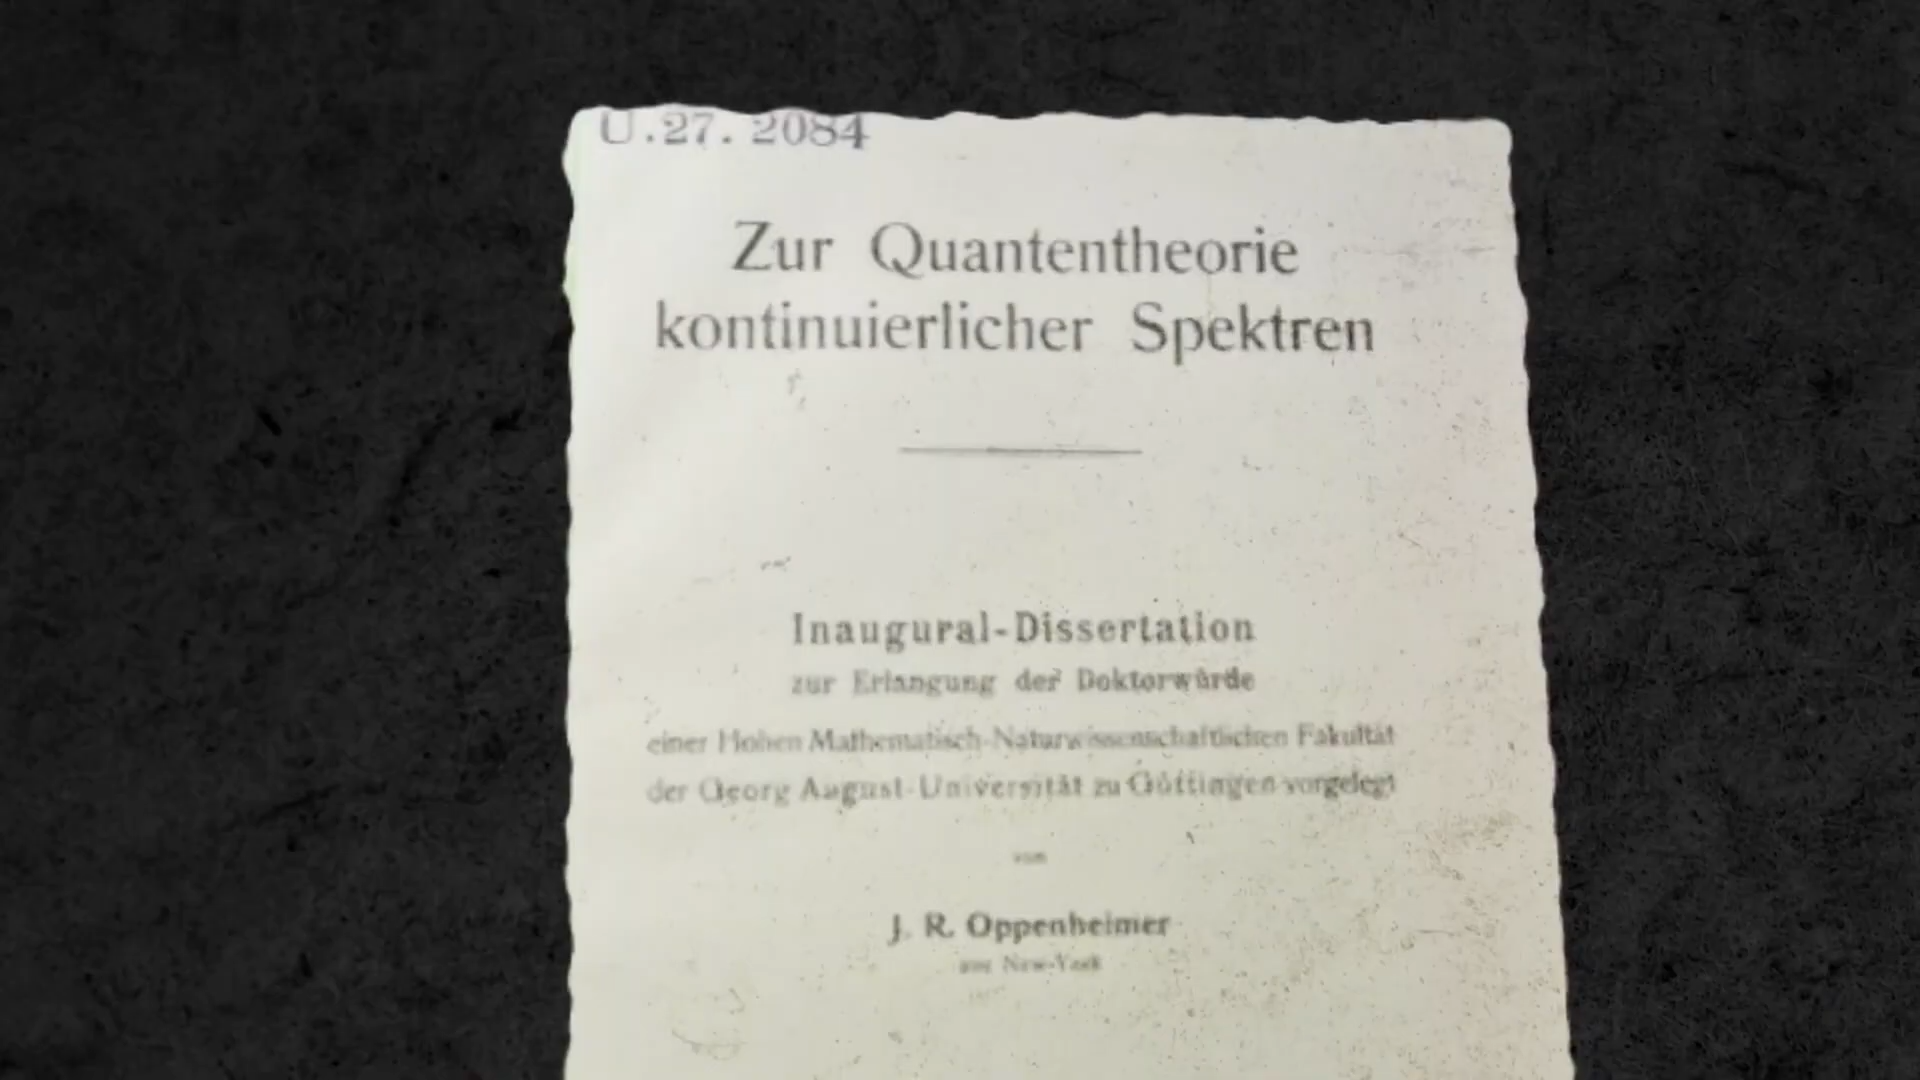 U.27. 2084
Zur Quantentheorie
kontinuierlicher Spektren
Inaugural-Dissertation
zur Erlangung der Doktorwürde
einer Hohen Mathematisch-Naturwissenschaftlichen Fakultät
der Georg August-Universität zu Göttingen vorgelegt
von
J. R. Oppenheimer
aus New-York